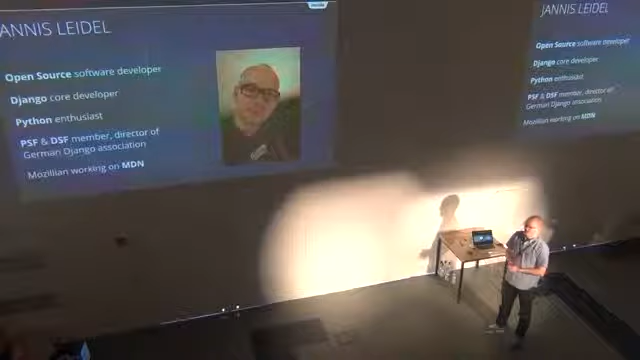 ANNIS LEIDEL
Open Source software developer
Django core developer
Python enthusiast
PSF & DSF member, director of
German Django association
Mozillian working on MDN
JANNIS LEIDEL
Open Source software developer
Django core developer
Python enthusiast
PSF & DSF member, director of
German Django association
Mozillian working on MDN